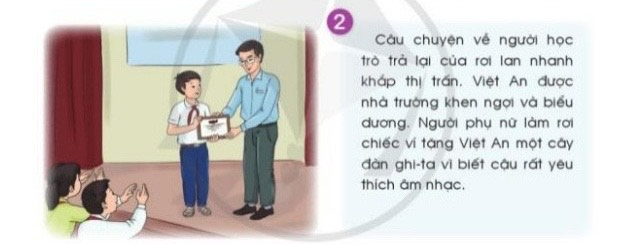 2
Câu chuyện về người học
trò trả lại của rơi lan nhanh
khắp thị trấn. Việt An được
nhà trường khen ngợi và biểu
dương. Người phụ nữ làm rơi
chiếc ví tặng Việt An một cây
đàn ghi-ta vì biết cậu rất yêu
thích âm nhạc.